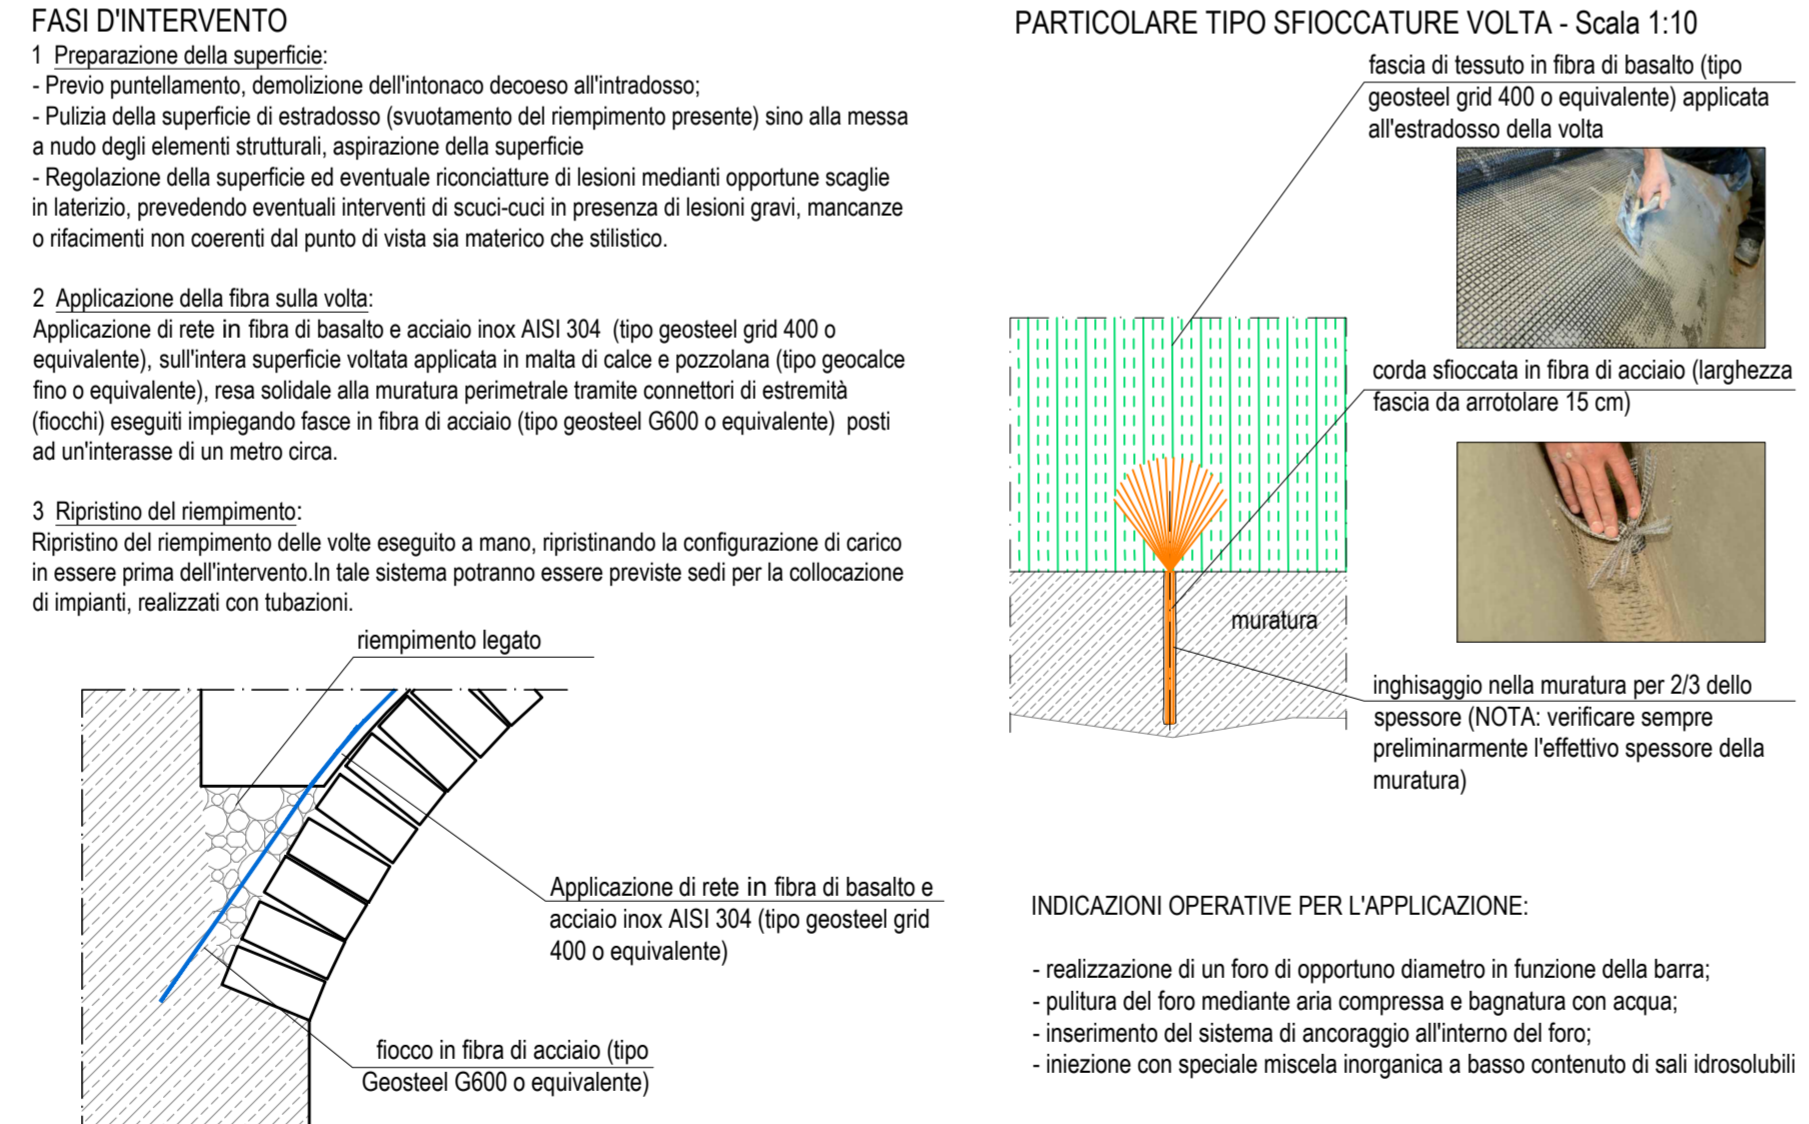 FASI D'INTERVENTO
1 Preparazione della superficie:
- Previo puntellamento, demolizione dell'intonaco decoeso all'intradosso;
- Pulizia della superficie di estradosso (svuotamento del riempimento presente) sino alla messa
a nudo degli elementi strutturali, aspirazione della superficie
- Regolazione della superficie ed eventuale riconciatture di lesioni medianti opportune scaglie
in laterizio, prevedendo eventuali interventi di scuci-cuci in presenza di lesioni gravi, mancanze
o rifacimenti non coerenti dal punto di vista sia materico che stilistico.
2 Applicazione della fibra sulla volta:
Applicazione di rete in fibra di basalto e acciaio inox AISI 304 (tipo geosteel grid 400 o
equivalente), sull'intera superficie voltata applicata in malta di calce e pozzolana (tipo geocalce
fino o equivalente), resa solidale alla muratura perimetrale tramite connettori di estremità
(fiocchi) eseguiti impiegando fasce in fibra di acciaio (tipo geosteel G600 o equivalente) posti
ad un'interasse di un metro circa.
3 Ripristino del riempimento:
Ripristino del riempimento delle volte eseguito a mano, ripristinando la configurazione di carico
in essere prima dell'intervento.In tale sistema potranno essere previste sedi per la collocazione
di impianti, realizzati con tubazioni.
riempimento legato
Applicazione di rete in fibra di basalto e
acciaio inox AISI 304 (tipo geosteel grid
400 o equivalente)
fiocco in fibra di acciaio (tipo
Geosteel G600 o equivalente)
PARTICOLARE TIPO SFIOCCATURE VOLTA - Scala 1:10
fascia di tessuto in fibra di basalto (tipo
geosteel grid 400 o equivalente) applicata
all'estradosso della volta
corda sfioccata in fibra di acciaio (larghezza
fascia da arrotolare 15 cm)
muratura
inghisaggio nella muratura per 2/3 dello
spessore (NOTA: verificare sempre
preliminarmente l'effettivo spessore della
muratura)
INDICAZIONI OPERATIVE PER L'APPLICAZIONE:
- realizzazione di un foro di opportuno diametro in funzione della barra;
- pulitura del foro mediante aria compressa e bagnatura con acqua;
- inserimento del sistema di ancoraggio all'interno del foro;
- iniezione con speciale miscela inorganica a basso contenuto di sali idrosolubili